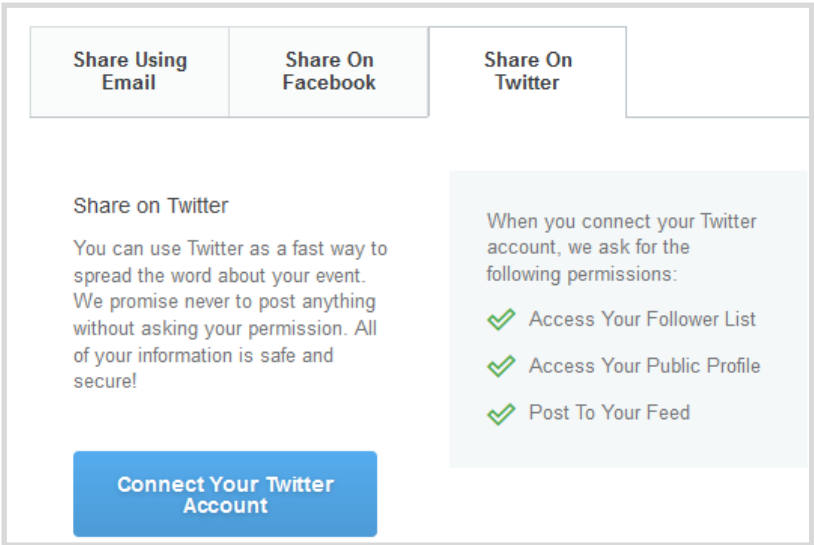 Share Using
Email
Share On
Facebook
Share On
Twitter
Share on Twitter
You can use Twitter as a fast way to
spread the word about your event.
We promise never to post anything
without asking your permission. All
of your information is safe and
secure!
Connect Your Twitter
Account
When you connect your Twitter
account, we ask for the
following permissions:
Access Your Follower List
Access Your Public Profile
Post To Your Feed